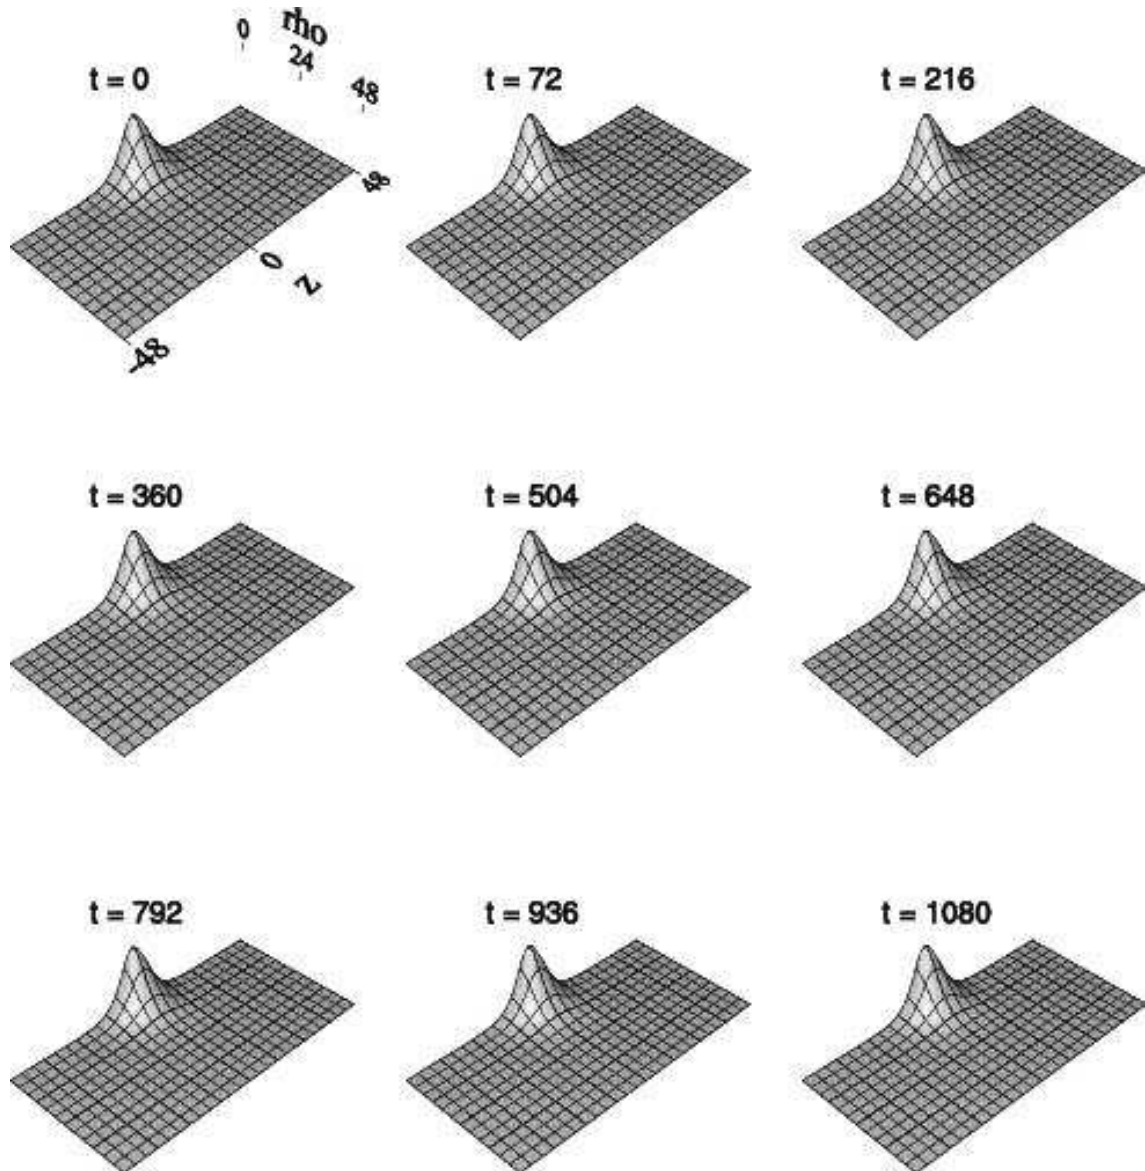 0 rho
24
48
t = 0
t = 72
t = 216
48
0
z
-48
t = 360
t = 504
t = 648
t = 792
t = 936
t = 1080